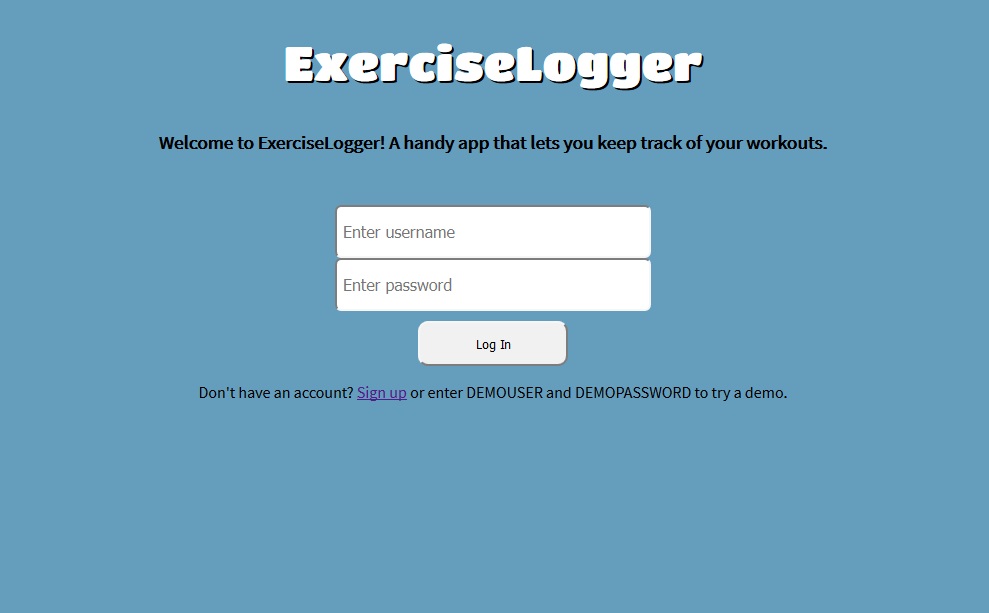 ExerciseLogger
Welcome to ExerciseLogger! A handy app that lets you keep track of your workouts.
Enter username
Enter password
Log In
Don't have an account? Sign up or enter DEMOUSER and DEMOPASSWORD to try a demo.